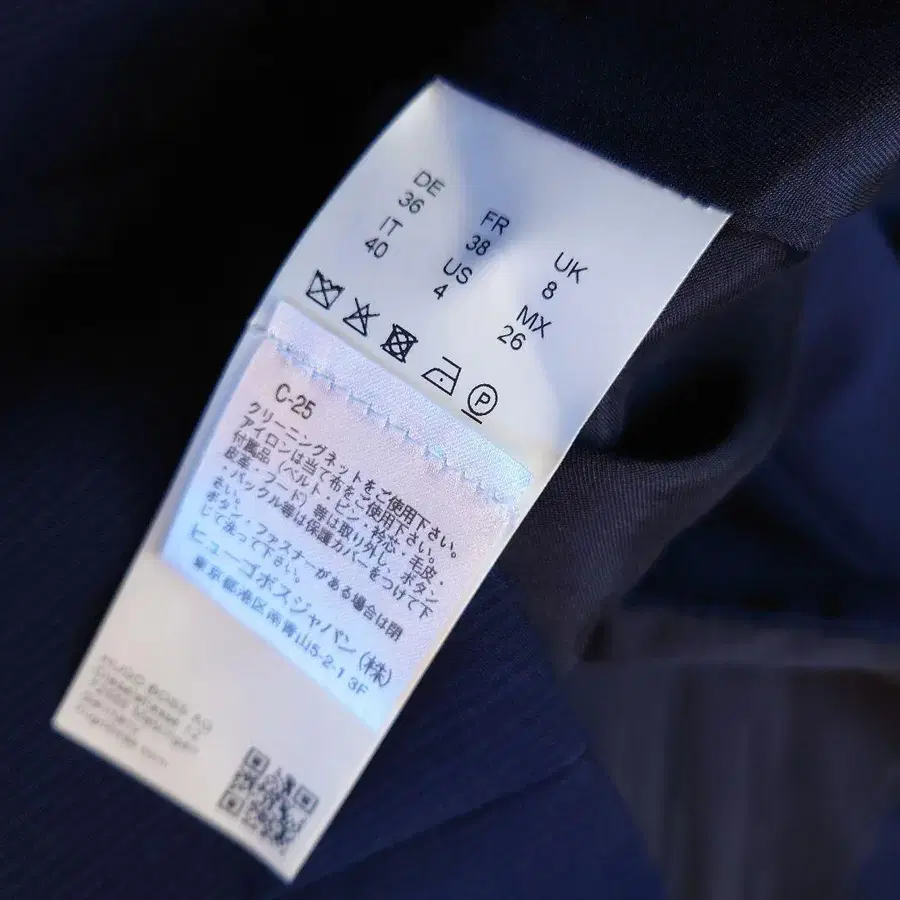 DE
36
FR
38
UK
8
IT
40
US
4
MX
26
P
C-25
クリーニングネットをご使用下さい。
アイロンは当て布をご使用下さい。
付属品（ベルト・ピン・衿芯・毛皮・
皮革・フード）等は取り外し、ボタン
・バックル等は保護カバーをつけて下
さい。
ボタン・ファスナーがある場合は閉
じて洗って下さい。
ヒューゴボスジャパン（株）
東京都港区南青山5-2-1 3F
HUGO BOSS AG